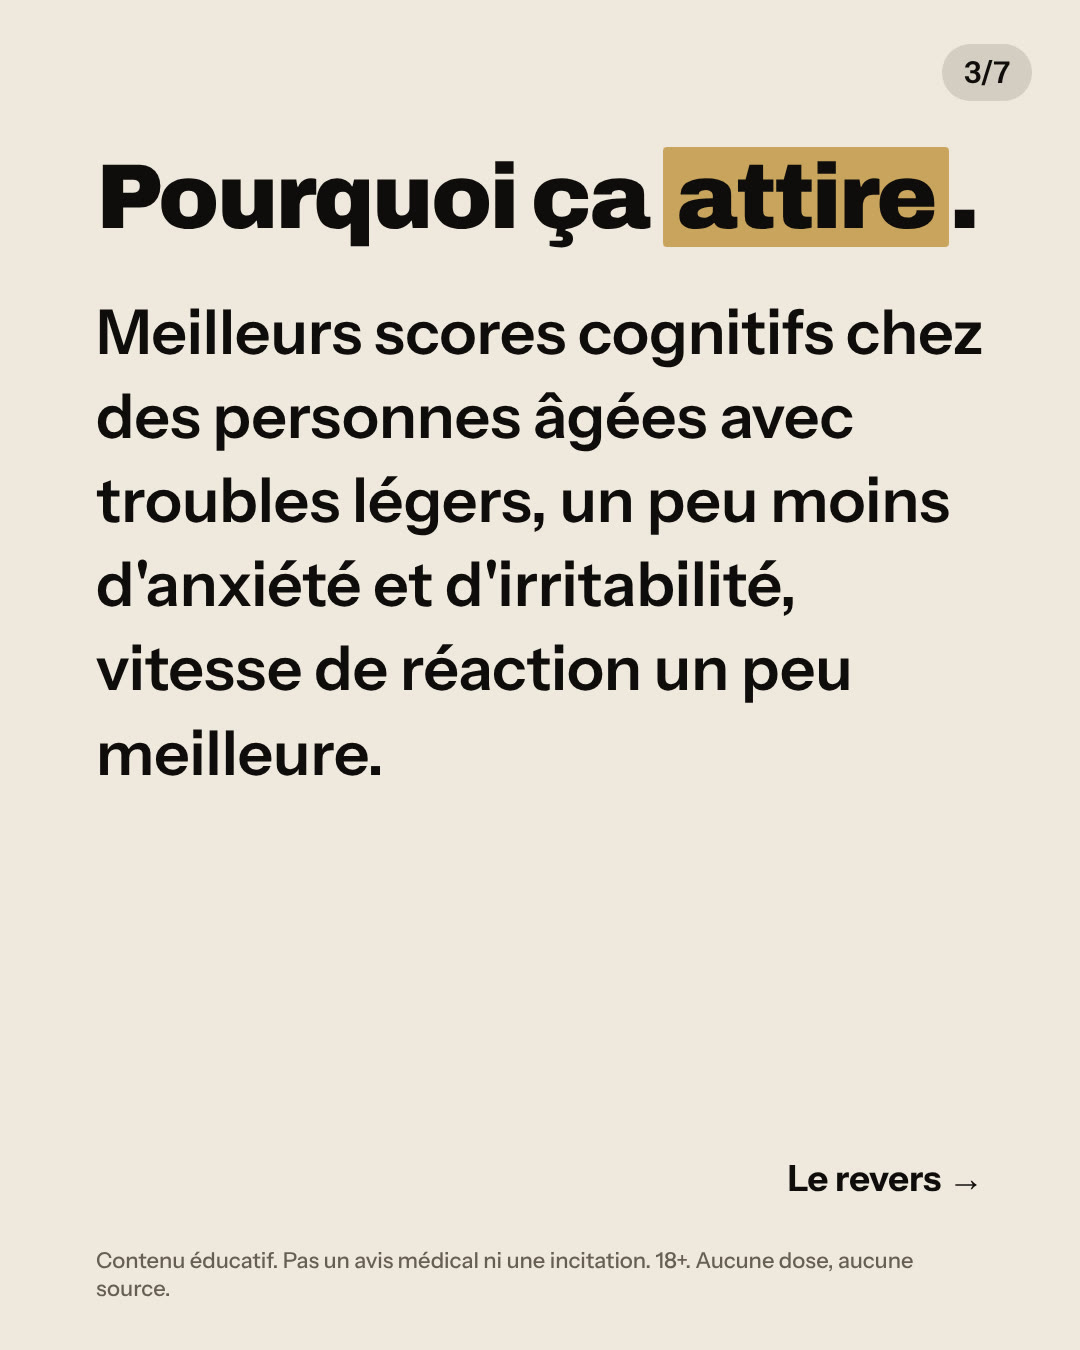 3/7
Pourquoi ça attire.
Meilleurs scores cognitifs chez
des personnes âgées avec
troubles légers, un peu moins
d'anxiété et d'irritabilité,
vitesse de réaction un peu
meilleure.
Le revers →
Contenu éducatif. Pas un avis médical ni une incitation. 18+. Aucune dose, aucune
source.